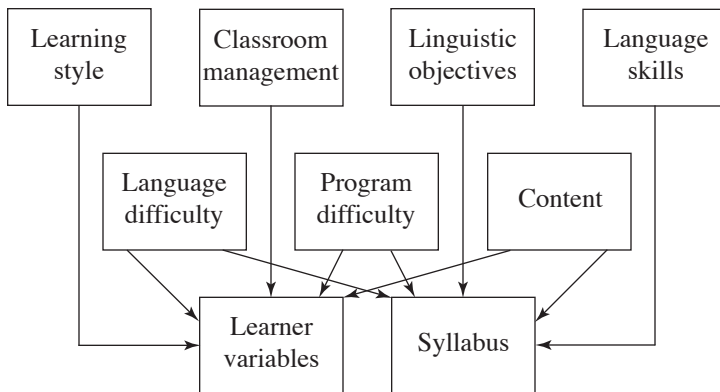 Learning
style
Classroom
management
Linguistic
objectives
Language
skills
Language
difficulty
Program
difficulty
Content
Learner
variables
Syllabus